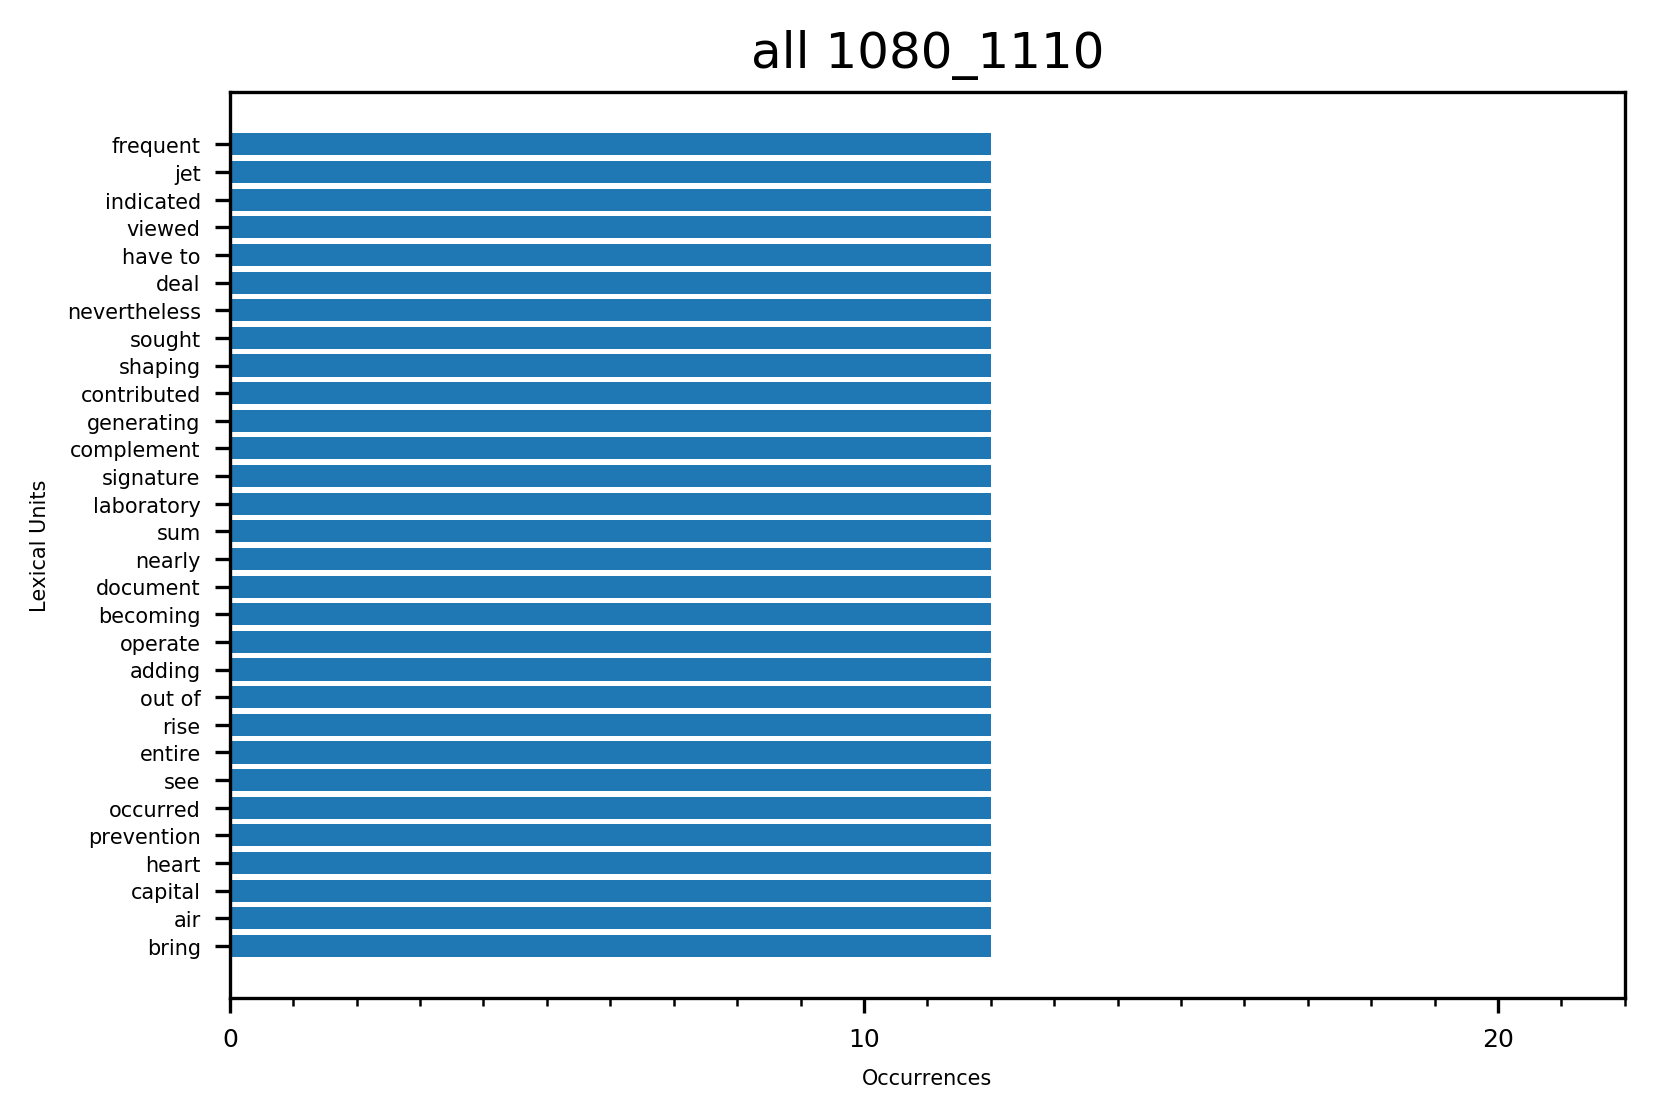 all 1080_1110
frequent
jet
indicated
viewed
have to
deal
nevertheless
sought
shaping
contributed
generating
complement
signature
laboratory
sum
nearly
document
becoming
operate
adding
out of
rise
entire
see
occurred
prevention
heart
capital
air
bring
Lexical Units
0 10 20
Occurrences